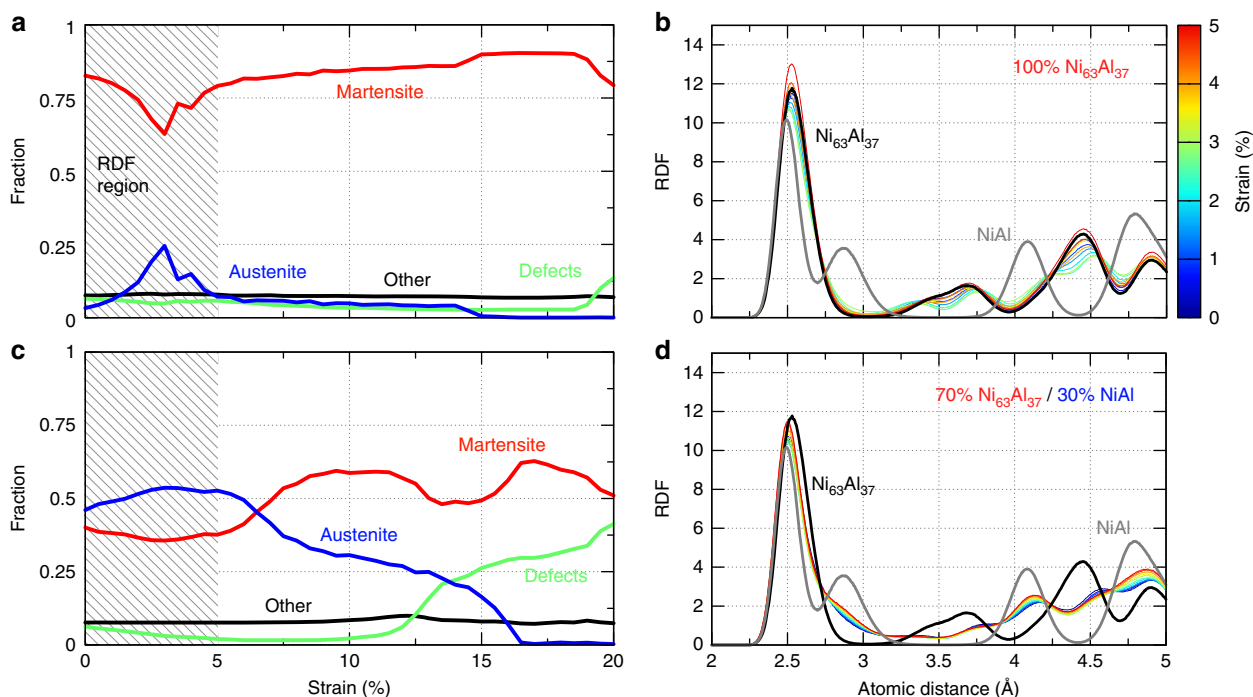 a
1
0.75
0.5
0.25
0
Fraction
RDF
region
Martensite
Austenite
Other
Defects
b
14
12
10
8
6
4
2
0
RDF
100% Ni₆₃Al₃₇
Ni₆₃Al₃₇
NiAl
5
4
3
2
1
0
Strain (%)
c
1
0.75
0.5
0.25
0
Fraction
Martensite
Austenite
Defects
Other
0
5
10
15
20
Strain (%)
d
14
12
10
8
6
4
2
0
RDF
70% Ni₆₃Al₃₇ / 30% NiAl
Ni₆₃Al₃₇
NiAl
2
2.5
3
3.5
4
4.5
5
Atomic distance (Å)